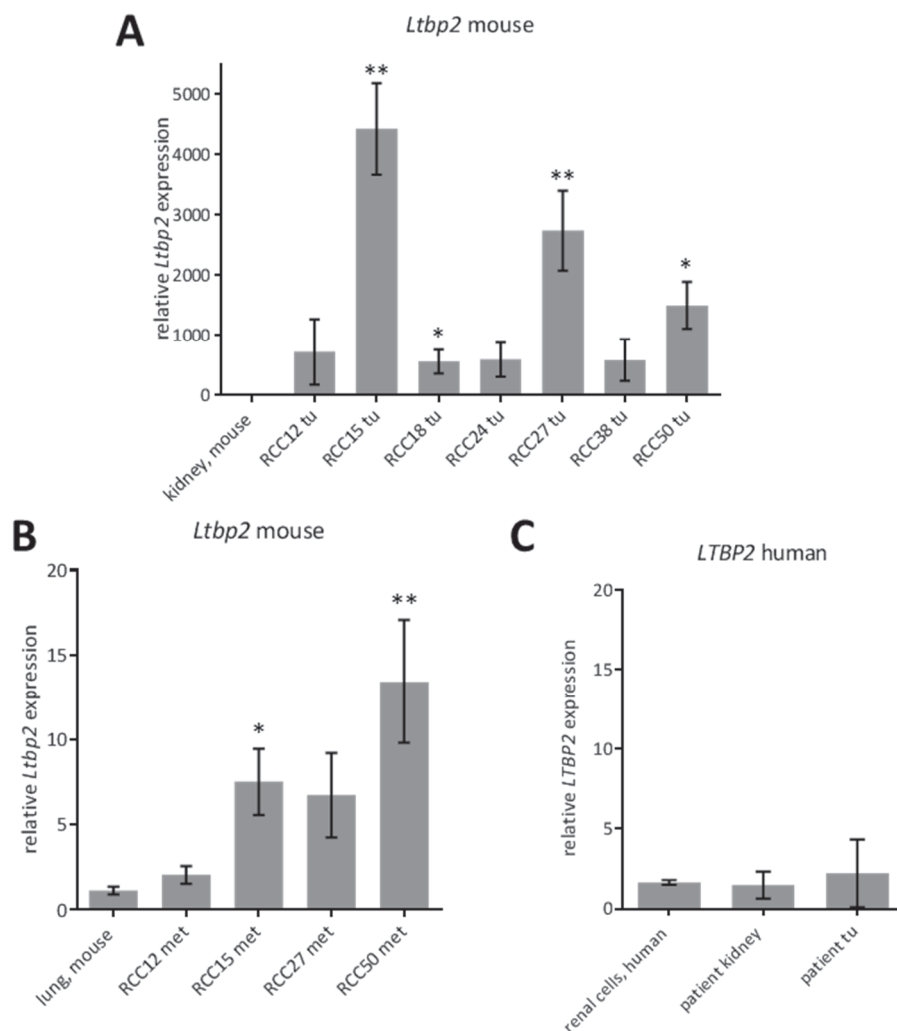 A
Ltbp2 mouse
relative Ltbp2 expression
5000
4000
3000
2000
1000
0
**
*
**
*
kidney, mouse
RCC12 tu
RCC15 tu
RCC18 tu
RCC24 tu
RCC27 tu
RCC38 tu
RCC50 tu
B
Ltbp2 mouse
relative Ltbp2 expression
20
15
10
5
0
*
**
lung, mouse
RCC12 met
RCC15 met
RCC27 met
RCC50 met
C
LTBP2 human
relative LTBP2 expression
20
15
10
5
0
renal cells, human
patient kidney
patient tu